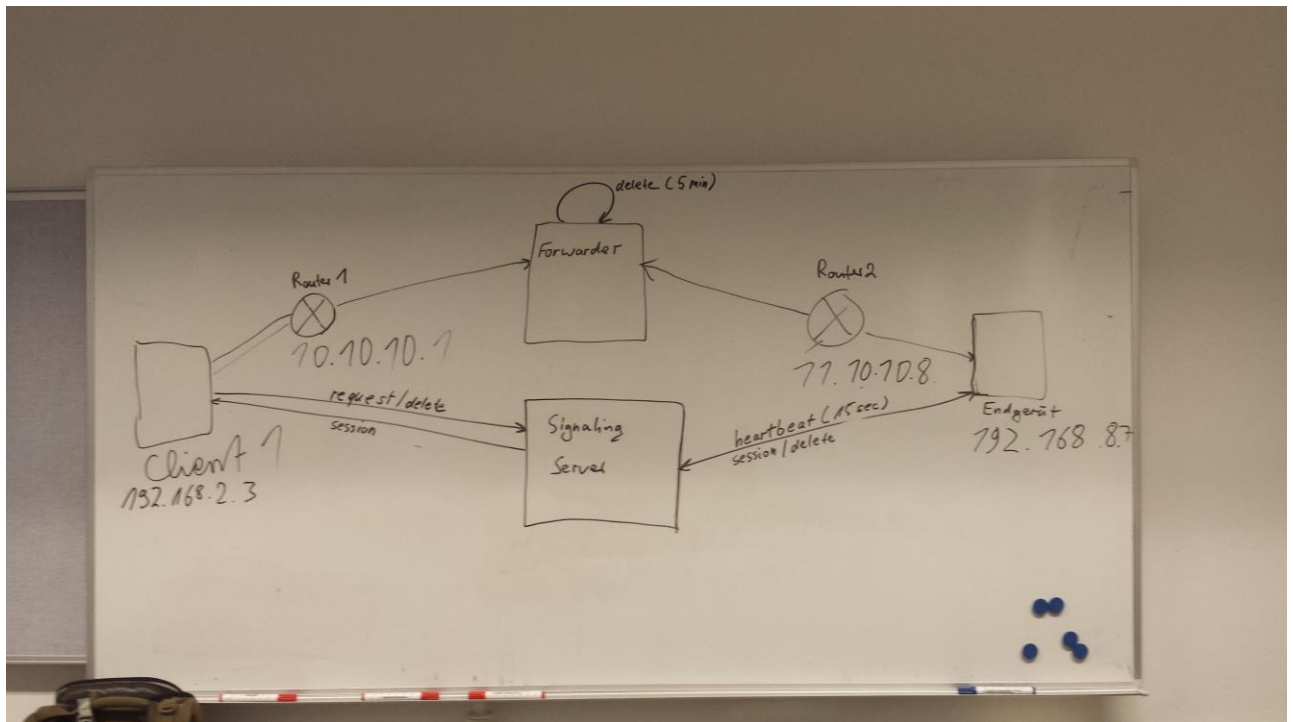 delete (5 min)
Forwarder
Router 1
Router 2
10.10.10.1
11.10.10.8
request/delete
session
Signaling
Server
heartbeat (15 sec)
session/delete
Endgerät
192.168.8.7
Client 1
192.168.2.3